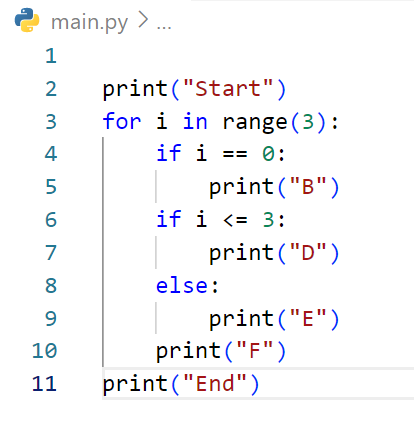 main.py > ...
1
2 print("Start")
3 for i in range(3):
4     if i == 0:
5         print("B")
6     if i <= 3:
7         print("D")
8     else:
9         print("E")
10     print("F")
11 print("End")